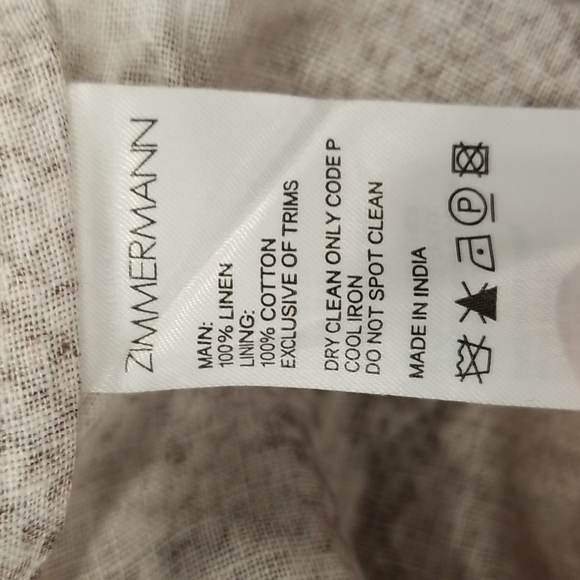 ZIMMERMANN
MAIN:
100% LINEN
LINING:
100% COTTON
EXCLUSIVE OF TRIMS
DRY CLEAN ONLY CODE P
COOL IRON
DO NOT SPOT CLEAN
MADE IN INDIA
P